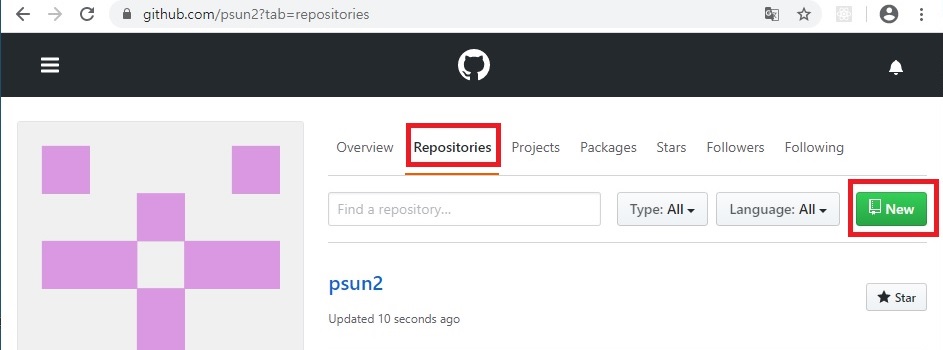 github.com/psun2?tab=repositories
Overview Repositories Projects Packages Stars Followers Following
Find a repository... Type: All Language: All New
psun2
Star
Updated 10 seconds ago